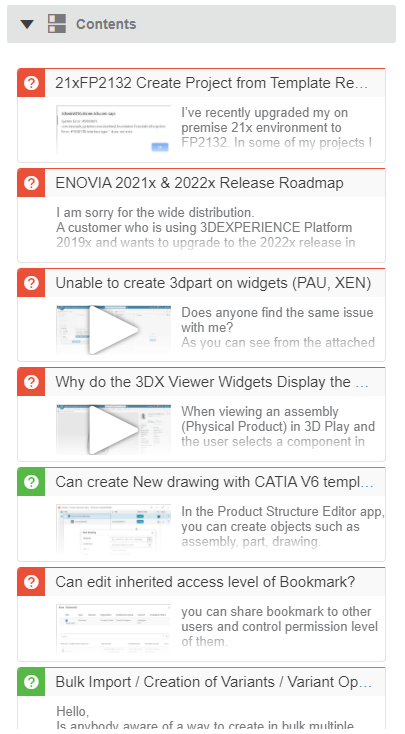 Contents
21xFP2132 Create Project from Template Re...
I've recently upgraded my on
premise 21x environment to
FP2132. In some of my projects I
ENOVIA 2021x & 2022x Release Roadmap
I am sorry for the wide distribution.
A customer who is using 3DEXPERIENCE Platform
2019x and wants to upgrade to the 2022x release in
Unable to create 3dpart on widgets (PAU, XEN)
Does anyone find the same issue
with me?
As you can see from the attached
Why do the 3DX Viewer Widgets Display the ...
When viewing an assembly
(Physical Product) in 3D Play and
the user selects a component in
Can create New drawing with CATIA V6 templ...
In the Product Structure Editor app,
you can create objects such as
assembly, part, drawing.
Can edit inherited access level of Bookmark?
you can share bookmark to other
users and control permission level
of them.
Bulk Import / Creation of Variants / Variant Op...
Hello,
Is anybody aware of a way to create in bulk multiple